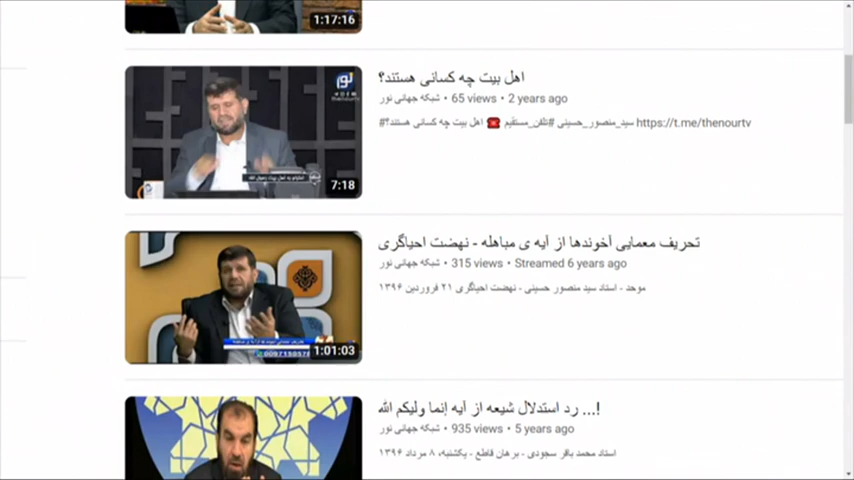 1:17:16
اهل بیت چه کسانی هستند؟
شبکه جهانی نور • 65 views • 2 years ago
#سید_منصور_حسینی #تلفن_مستقیم ☎️ اهل بیت چه کسانی هستند؟ https://t.me/thenourtv
نور
thenourtv
7:18
تحریف معمایی آخوندها از آیه ی مباهله - نهضت احیاگری
شبکه جهانی نور • 315 views • Streamed 6 years ago
موحد - استاد سید منصور حسینی - نهضت احیاگری ۲۱ فروردین ۱۳۹۶
1:01:03
رد استدلال شیعه از آیه إنما ولیکم الله ...!
شبکه جهانی نور • 935 views • 5 years ago
استاد محمد باقر سجودی - برهان قاطع - یکشنبه، ۸ مرداد ۱۳۹۶